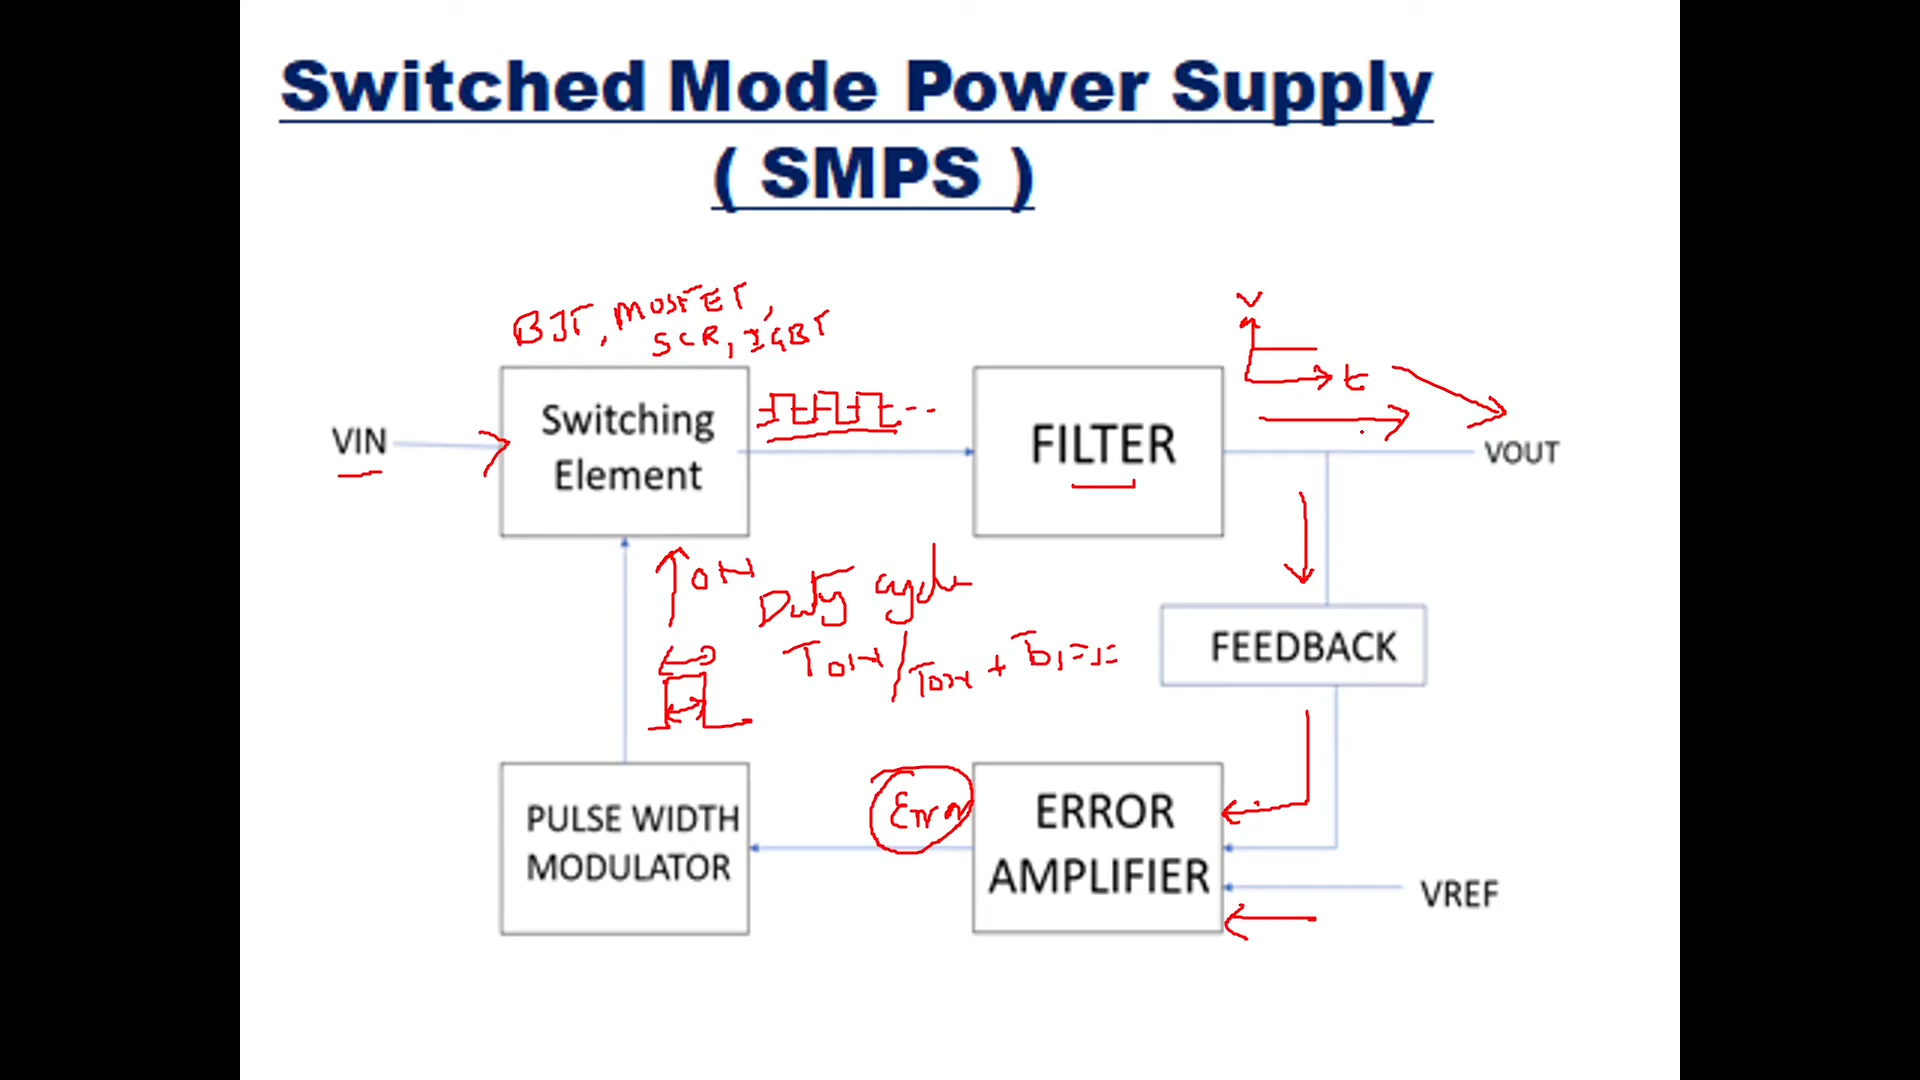 Switched Mode Power Supply
( SMPS )
BJT, MOSFET,
SCR, IGBT
V
t
VIN
Switching
Element
FILTER
VOUT
ON
Duty cycle
TON/TON + TOFF
FEEDBACK
PULSE WIDTH
MODULATOR
Error
ERROR
AMPLIFIER
VREF